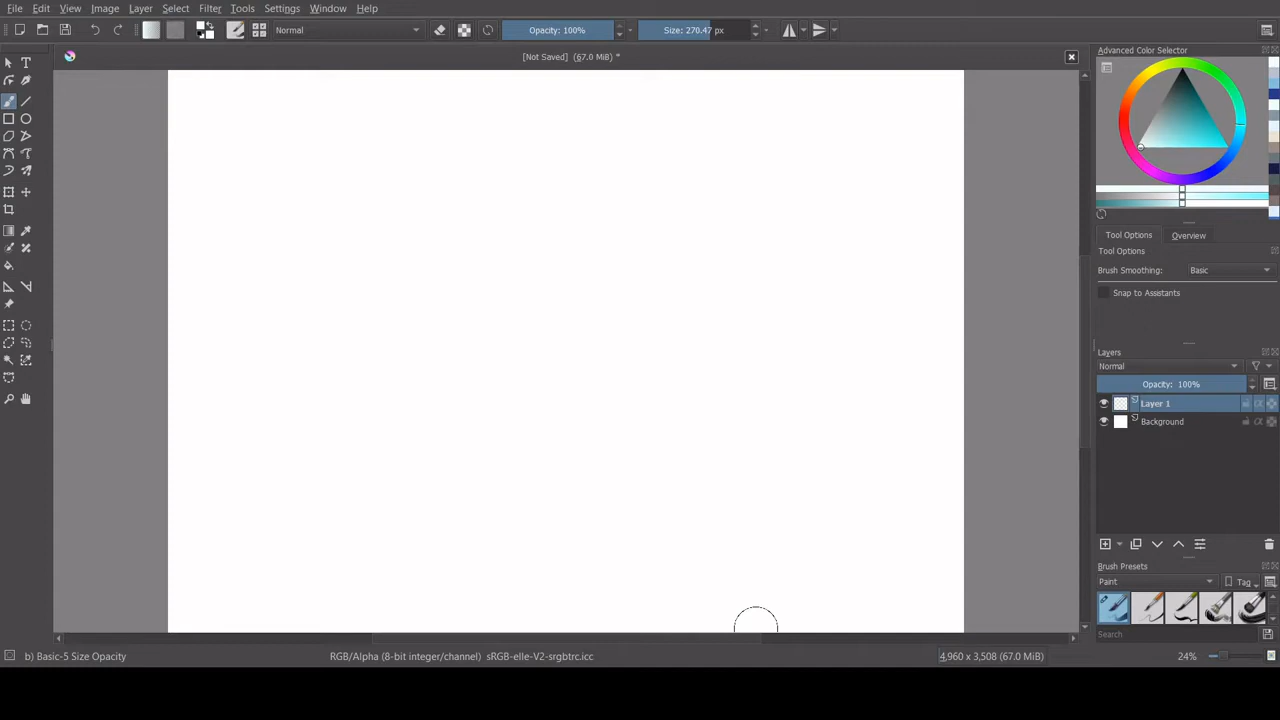 File Edit View Image Layer Select Filter Tools Settings Window Help
Normal Opacity: 100% Size: 270.47 px
[Not Saved] (67.0 MiB) *
Advanced Color Selector
Tool Options Overview
Tool Options
Brush Smoothing: Basic
Snap to Assistants
Layers
Normal
Opacity: 100%
Layer 1
Background
Brush Presets
Paint Tag
Search
b) Basic-5 Size Opacity RGB/Alpha (8-bit integer/channel) sRGB-elle-V2-srgbtrc.icc 4,960 x 3,508 (67.0 MiB) 24%